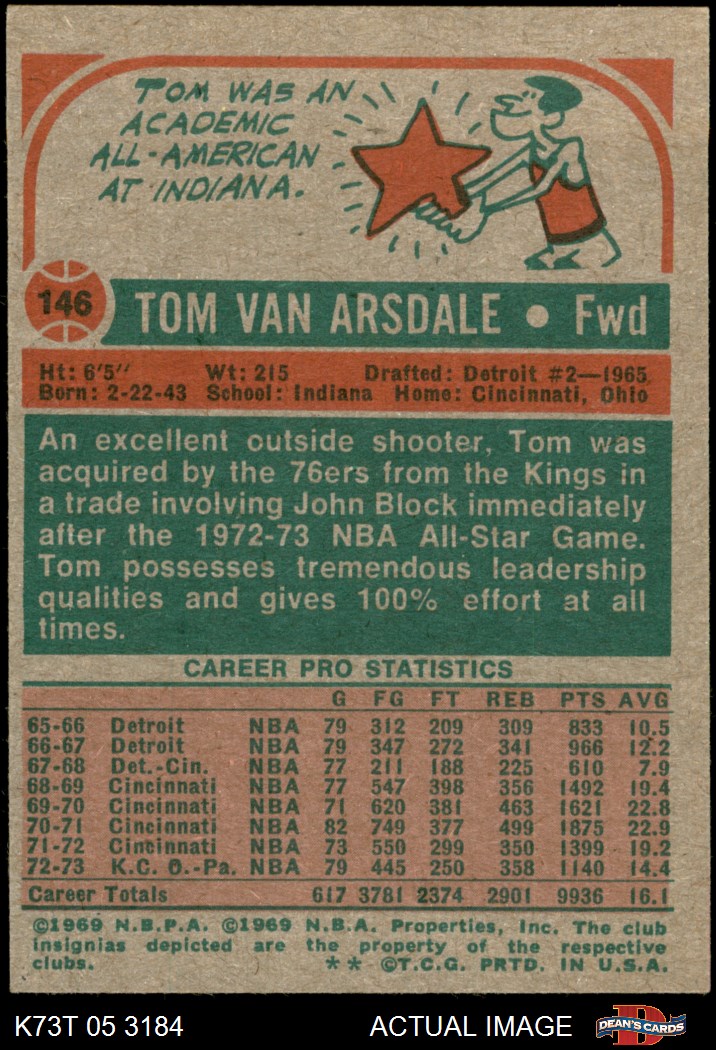 TOM WAS AN
ACADEMIC
ALL-AMERICAN
AT INDIANA.
146 TOM VAN ARSDALE • Fwd
Ht: 6'5" Wt: 215 Drafted: Detroit #2—1965
Born: 2-22-43 School: Indiana Home: Cincinnati, Ohio
An excellent outside shooter, Tom was
acquired by the 76ers from the Kings in
a trade involving John Block immediately
after the 1972-73 NBA All-Star Game.
Tom possesses tremendous leadership
qualities and gives 100% effort at all
times.
CAREER PRO STATISTICS
G FG FT REB PTS AVG
65-66 Detroit NBA 79 312 209 309 833 10.5
66-67 Detroit NBA 79 347 272 341 966 12.2
67-68 Det.-Cin. NBA 77 211 188 225 610 7.9
68-69 Cincinnati NBA 77 547 398 356 1492 19.4
69-70 Cincinnati NBA 71 620 381 463 1621 22.8
70-71 Cincinnati NBA 82 749 377 499 1875 22.9
71-72 Cincinnati NBA 73 550 299 350 1399 19.2
72-73 K.C. O.-Pa. NBA 79 445 250 358 1140 14.4
Career Totals 617 3781 2374 2901 9936 16.1
©1969 N.B.P.A. ©1969 N.B.A. Properties, Inc. The club
insignias depicted are the property of the respective
clubs. ** ©T.C.G. PRTD. IN U.S.A.
K73T 05 3184 ACTUAL IMAGE D DEAN'S CARDS